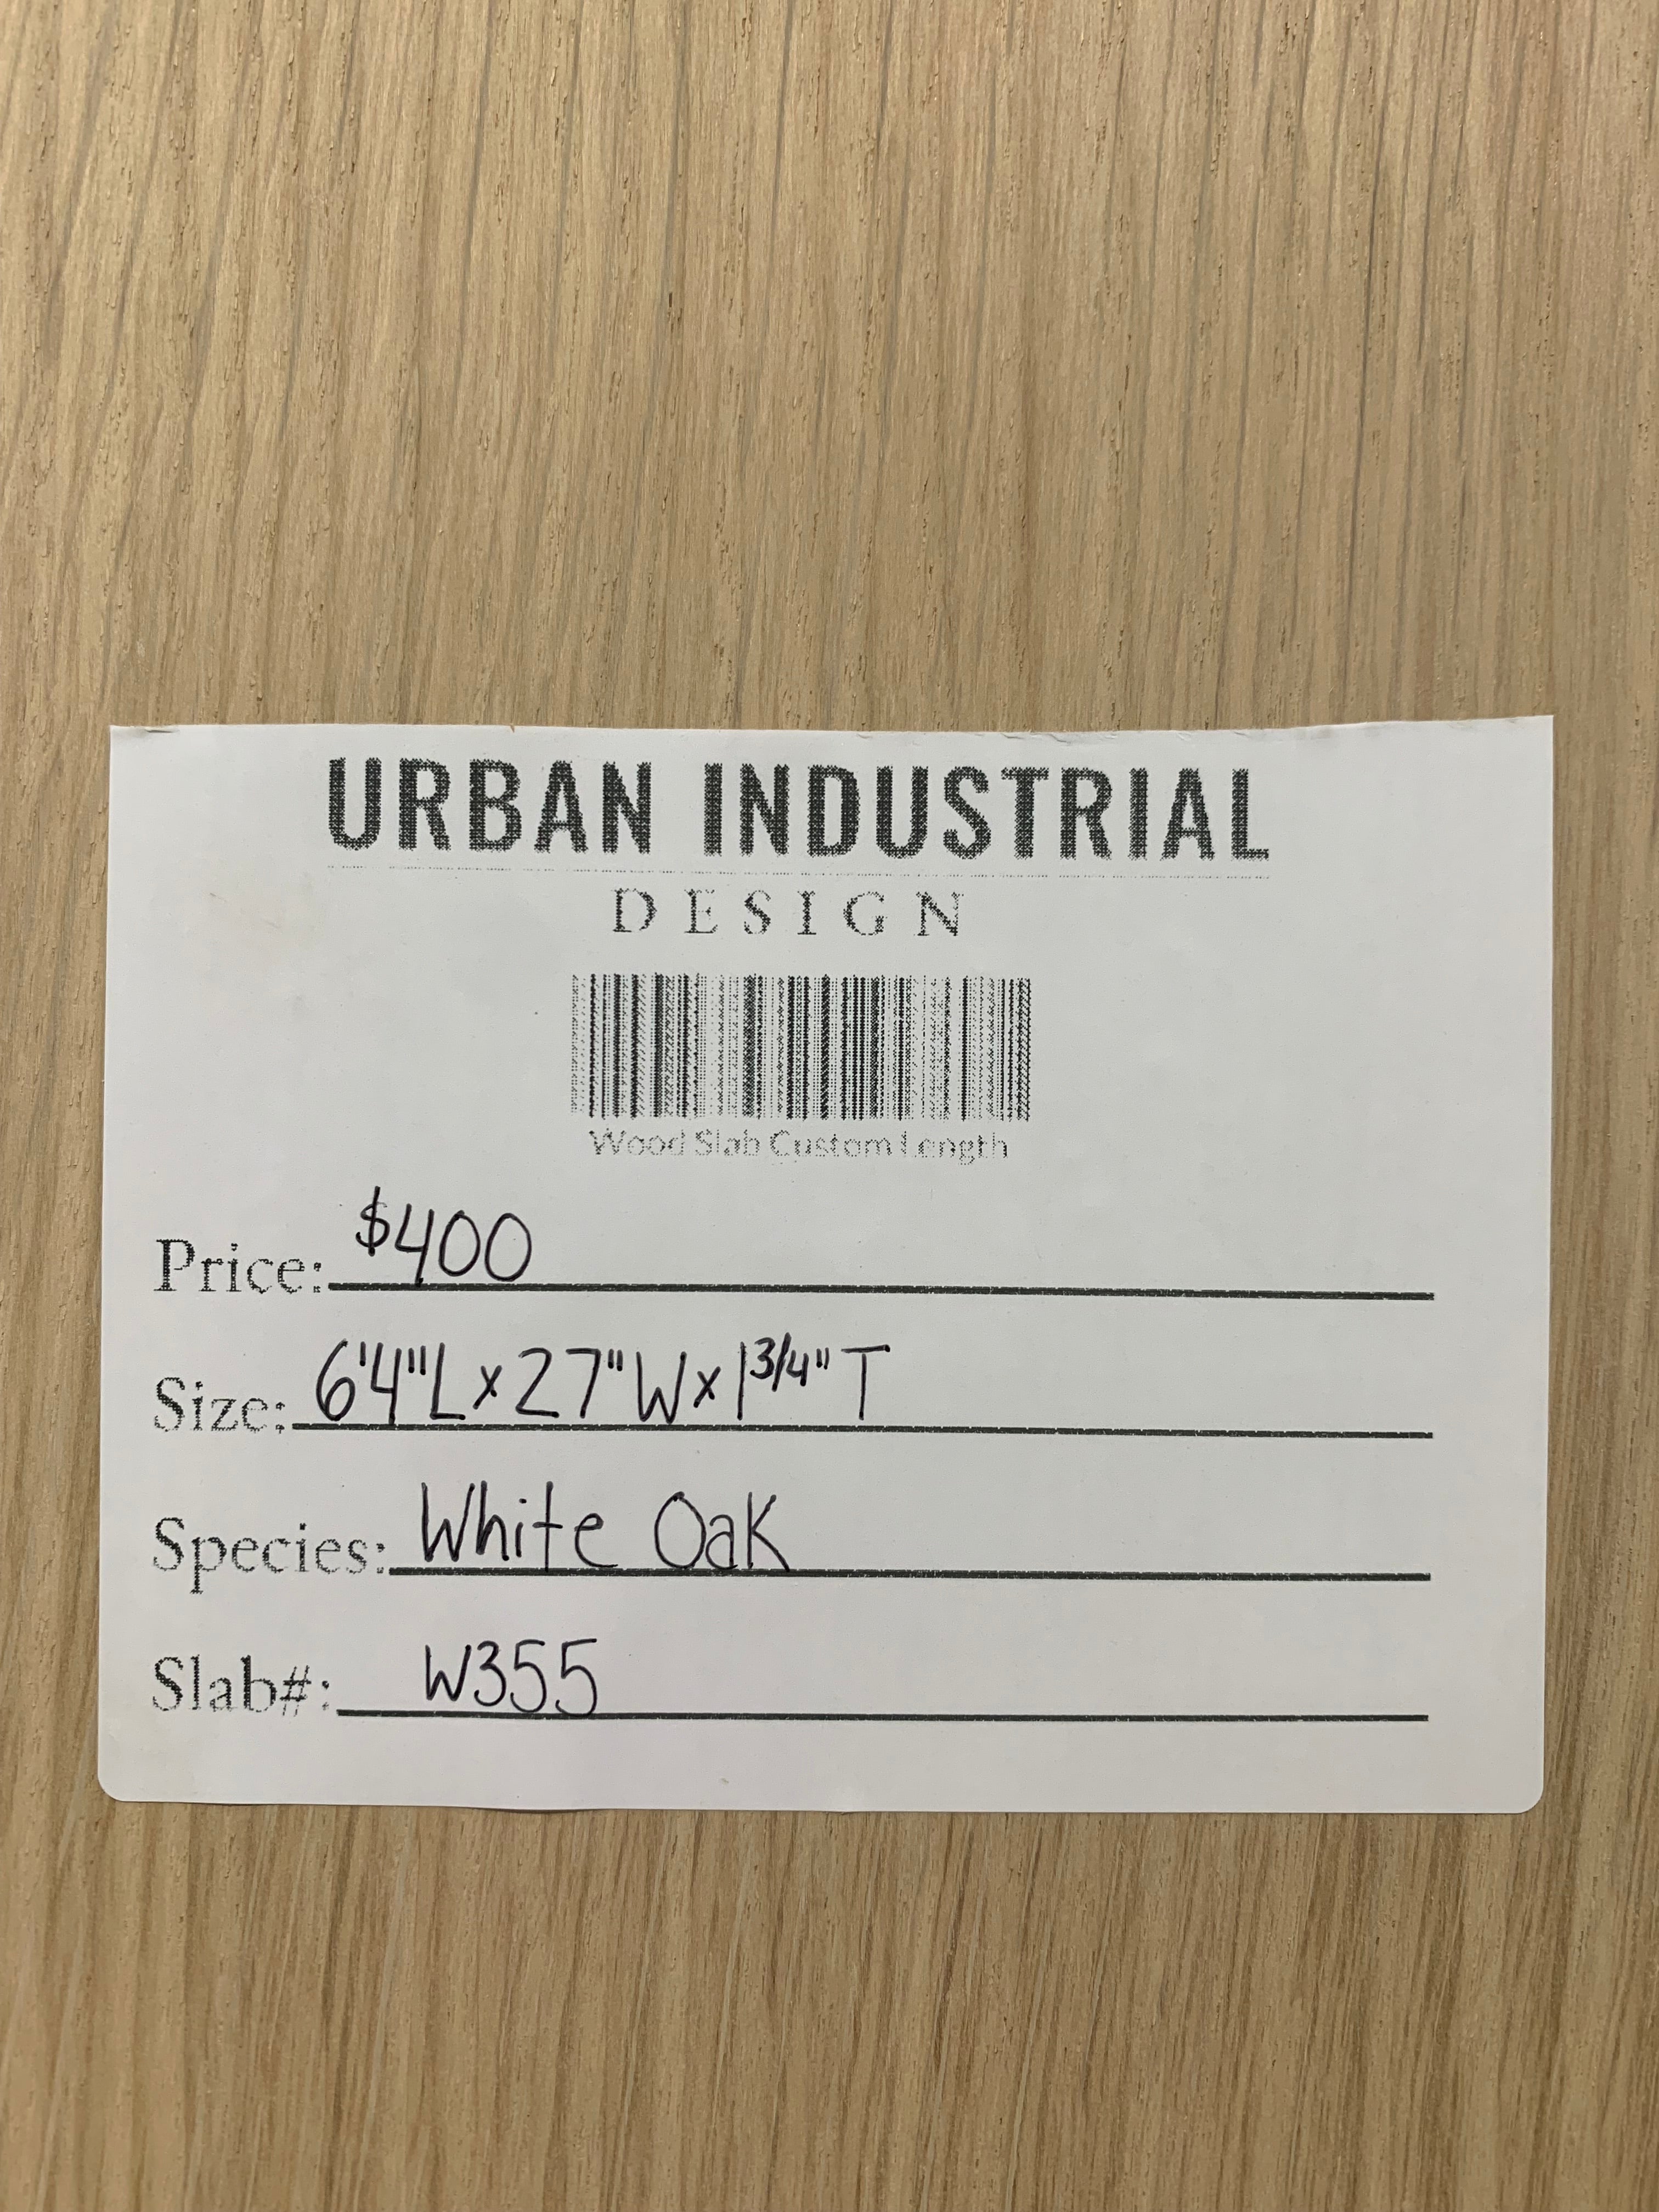 URBAN INDUSTRIAL
DESIGN
Wood Slab Custom Length
Price: $400
Size: 6'4"L x 27"W x 1 3/4" T
Species: White Oak
Slab#: W355